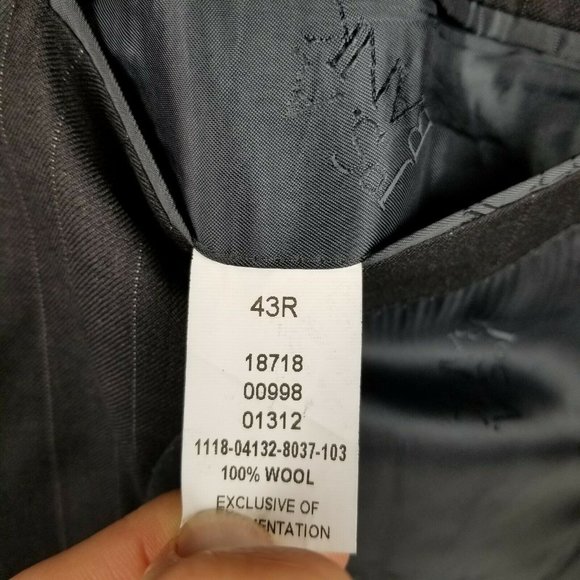 43R
18718
00998
01312
1118-04132-8037-103
100% WOOL
EXCLUSIVE OF